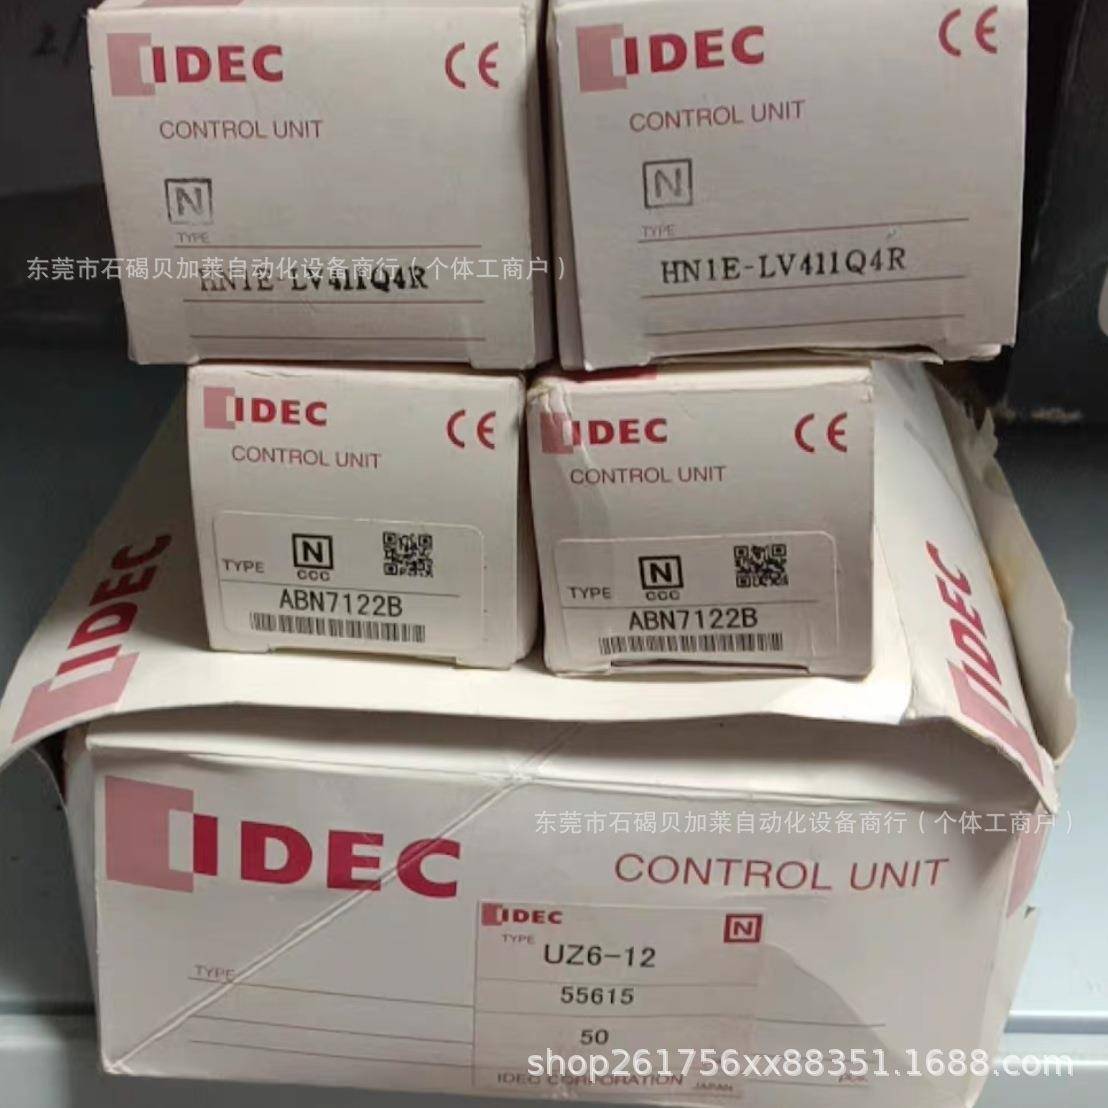 IDEC
CE
CONTROL UNIT
N
TYPE
HN1E-LV411Q4R
IDEC
CE
CONTROL UNIT
N
TYPE
HN1E-LV411Q4R
东莞市石碣贝加莱自动化设备商行（个体工商户）
IDEC
CE
CONTROL UNIT
TYPE
N
CCC
ABN7122B
IDEC
CE
CONTROL UNIT
TYPE
N
CCC
ABN7122B
IDEC
IDEC
东莞市石碣贝加莱自动化设备商行（个体工商户）
IDEC
CONTROL UNIT
TYPE
IDEC
N
TYPE
UZ6-12
55615
50
shop261756xx88351.1688.com
IDEC CORPORATION
JAPAN